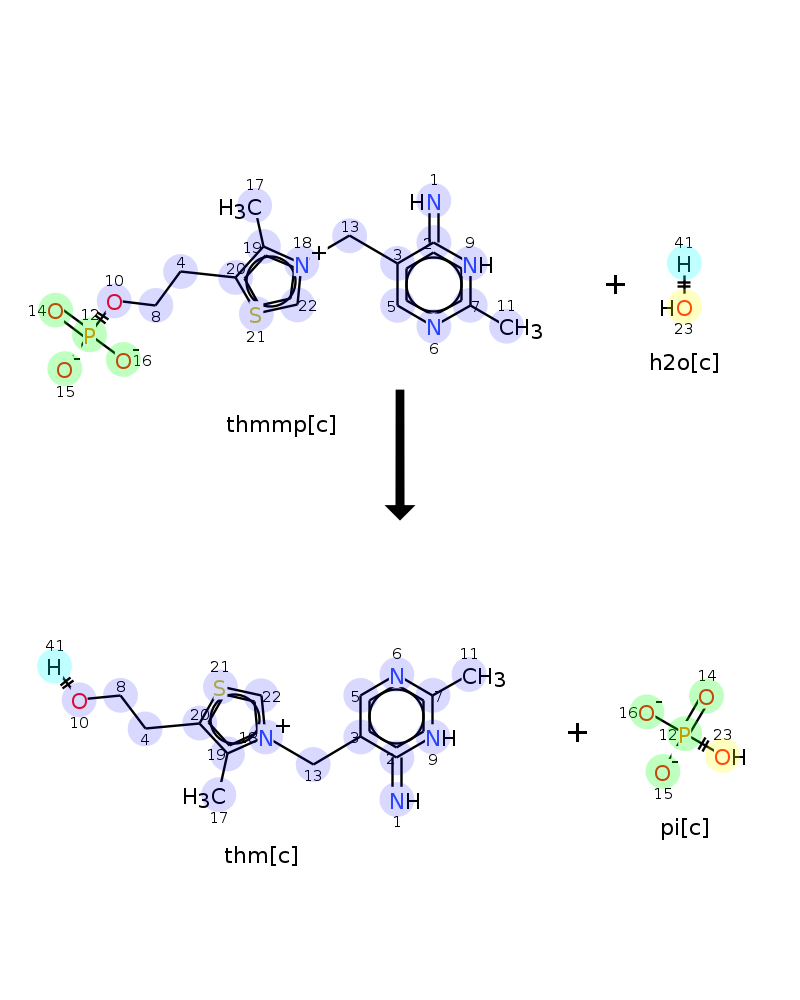 17
H₃C
1
HN
13
41
H
19
18
N
+
3
2
9
NH
4
20
10
O
8
S
21
22
5
7
11
CH₃
N
6
14
O
12
P
O
-
16
O
-
15
+
HO
23
h2o[c]
thmmp[c]
41
H
O
10
8
4
21
S
22
20
18
N
+
19
H₃C
17
13
6
N
5
7
11
CH₃
3
2
NH
9
NH
1
+
14
O
16
O
-
12
P
23
OH
O
-
15
thm[c]
pi[c]